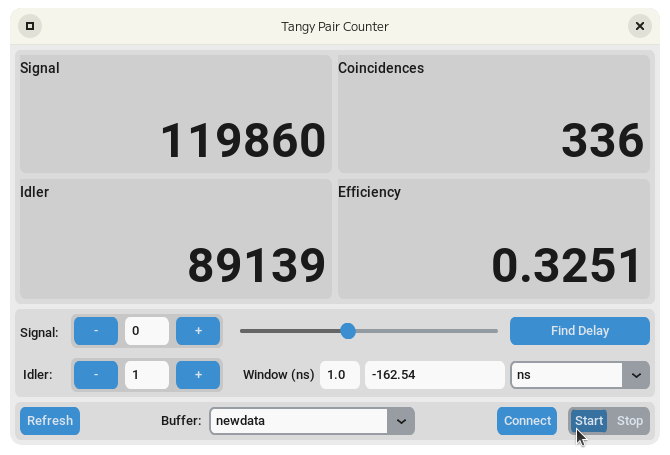 Tangy Pair Counter
Signal
119860
Coincidences
336
Idler
89139
Efficiency
0.3251
Signal: - 0 + Find Delay
Idler: - 1 + Window (ns) 1.0 -162.54 ns
Refresh Buffer: newdata Connect Start Stop